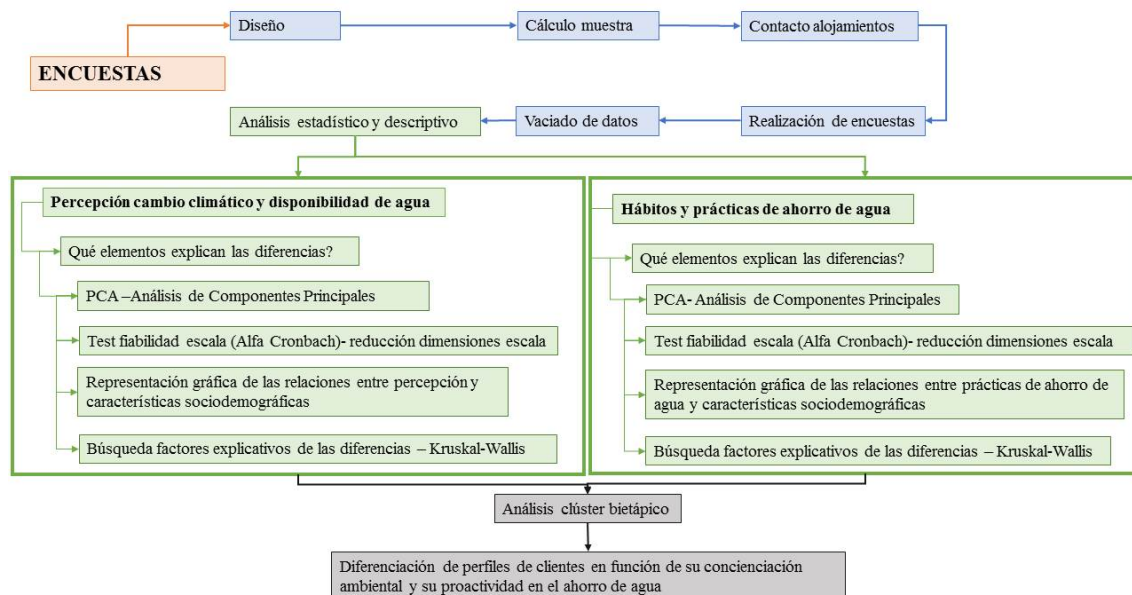 Diseño
Cálculo muestra
Contacto alojamientos
ENCUESTAS
Realización de encuestas
Vaciado de datos
Análisis estadístico y descriptivo
Percepción cambio climático y disponibilidad de agua
Qué elementos explican las diferencias?
PCA –Análisis de Componentes Principales
Test fiabilidad escala (Alfa Cronbach)- reducción dimensiones escala
Representación gráfica de las relaciones entre percepción y
características sociodemográficas
Búsqueda factores explicativos de las diferencias – Kruskal-Wallis
Hábitos y prácticas de ahorro de agua
Qué elementos explican las diferencias?
PCA- Análisis de Componentes Principales
Test fiabilidad escala (Alfa Cronbach)- reducción dimensiones escala
Representación gráfica de las relaciones entre prácticas de ahorro de
agua y características sociodemográficas
Búsqueda factores explicativos de las diferencias – Kruskal-Wallis
Análisis clúster bietápico
Diferenciación de perfiles de clientes en función de su concienciación
ambiental y su proactividad en el ahorro de agua